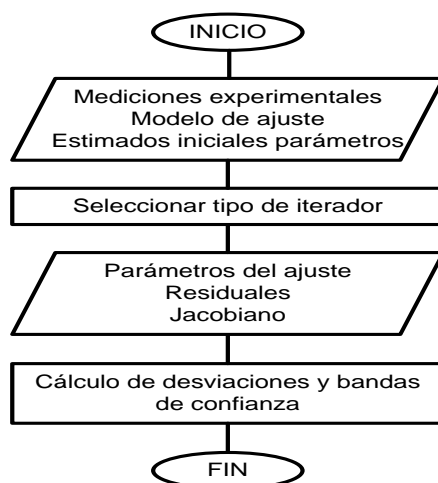 INICIO
Mediciones experimentales
Modelo de ajuste
Estimados iniciales parámetros
Seleccionar tipo de iterador
Parámetros del ajuste
Residuales
Jacobiano
Cálculo de desviaciones y bandas
de confianza
FIN